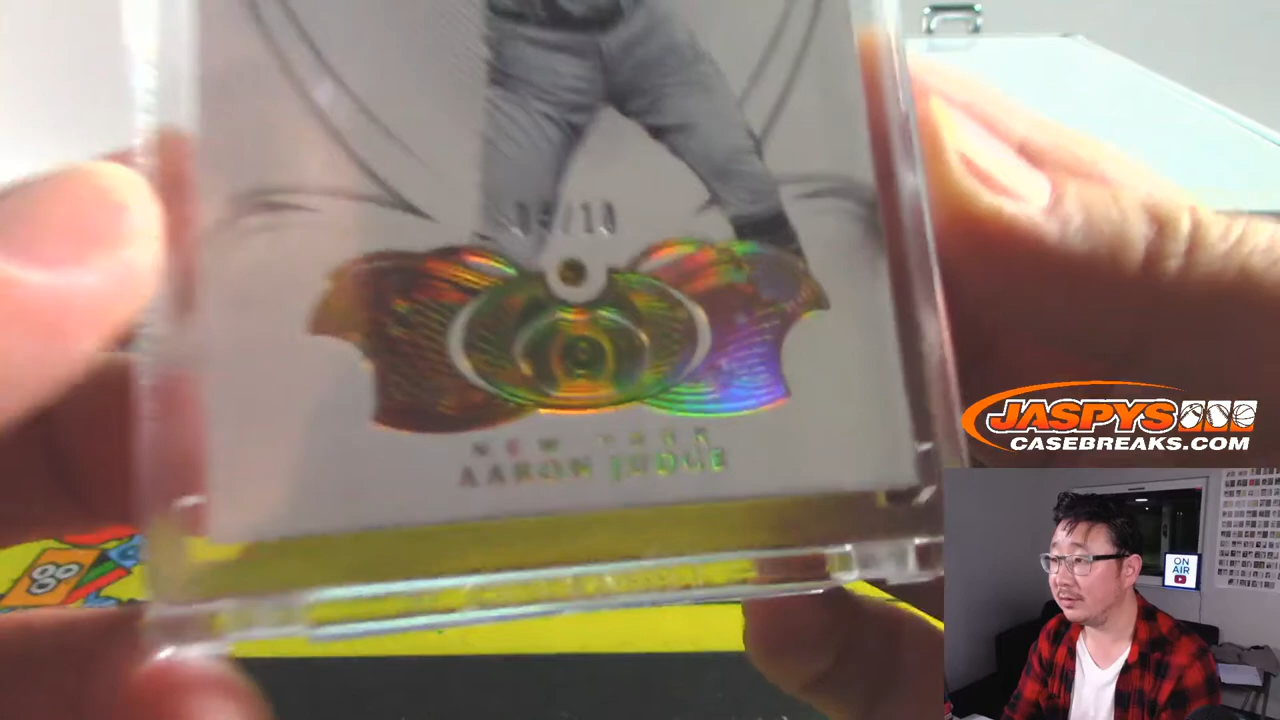 NEW YORK
AARON JUDGE
JASPYS
CASEBREAKS.COM
ON
AIR